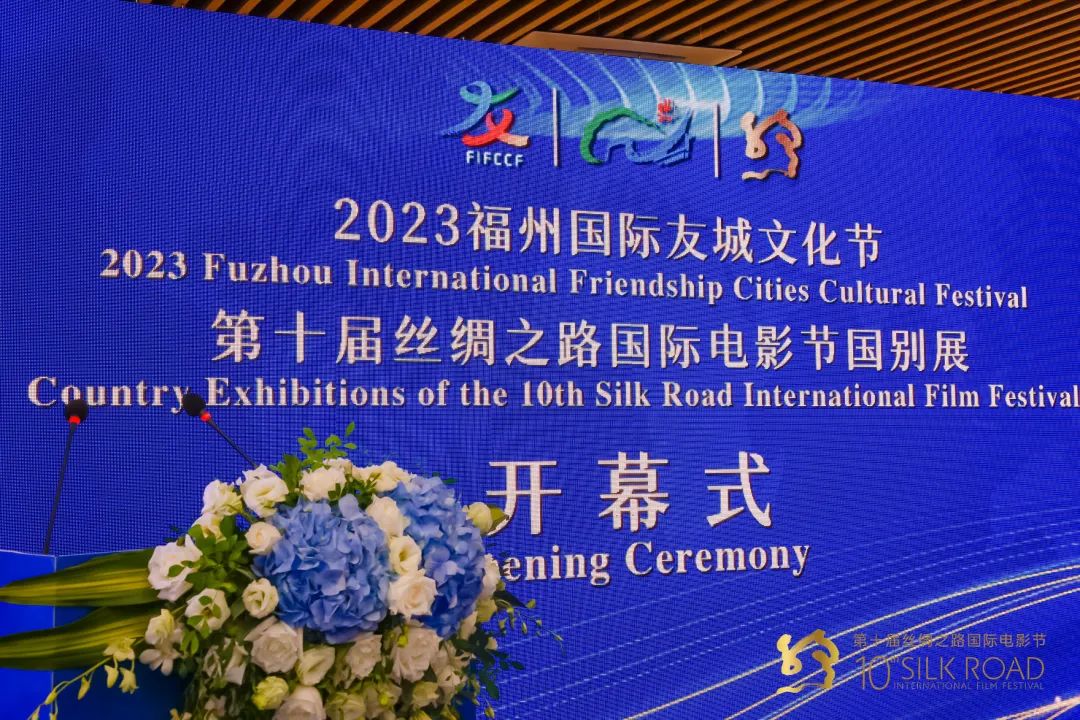 FIFCCF
2023福州国际友城文化节
2023 Fuzhou International Friendship Cities Cultural Festival
第十届丝绸之路国际电影节国别展
Country Exhibitions of the 10th Silk Road International Film Festival
开幕式
ening Ceremony
第十届丝绸之路国际电影节
10th SILK ROAD
INTERNATIONAL FILM FESTIVAL